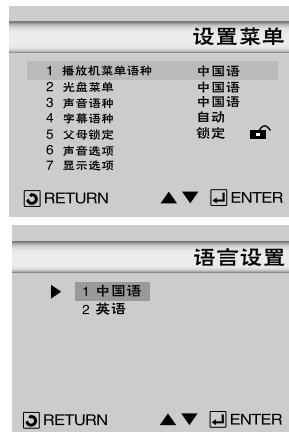 设置菜单
1 播放机菜单语种 中国语
2 光盘菜单 中国语
3 声音语种 中国语
4 字幕语种 自动
5 父母锁定 锁定
6 声音选项
7 显示选项
RETURN ▲▼ ENTER
语言设置
▶ 1 中国语
2 英语
RETURN ▲▼ ENTER